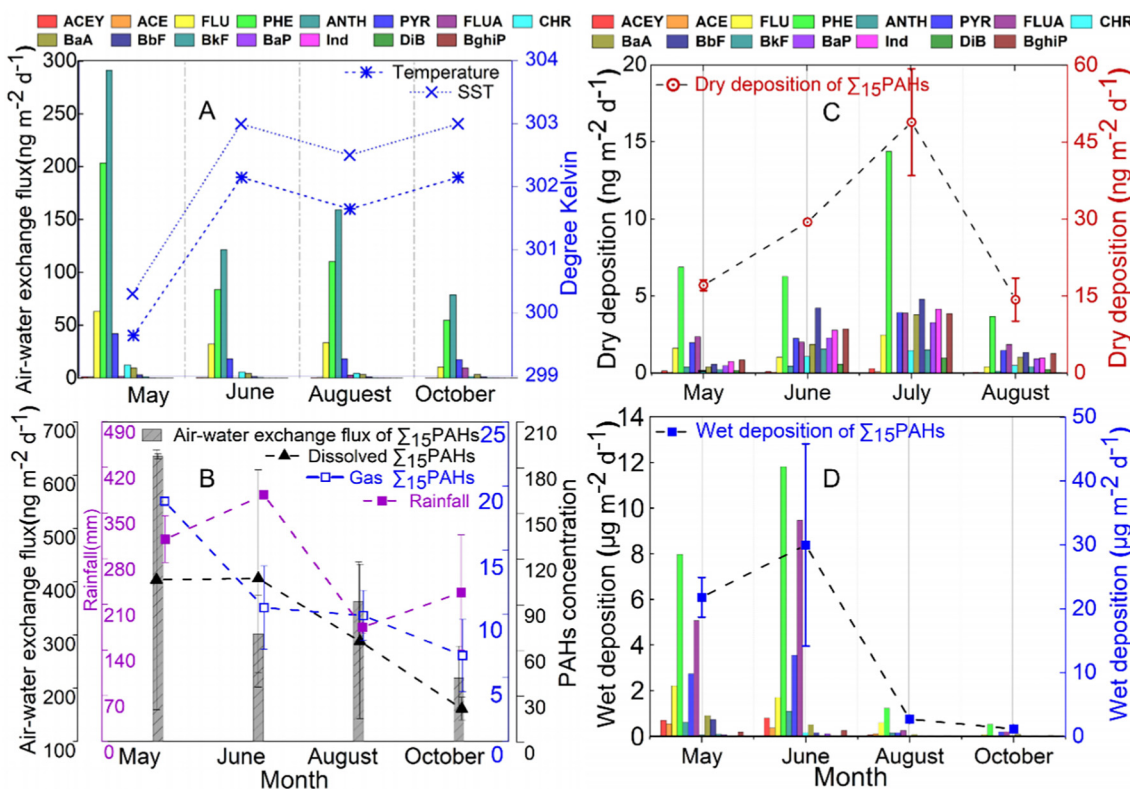 ACEY ACE FLU PHE ANTH PYR FLUA CHR
BaA BbF BkF BaP Ind DiB BghiP
Air-water exchange flux(ng m-2 d-1)
300
250
200
150
100
50
0
A
Temperature
SST
304
303
302
301
300
299
Degree Kelvin
May June Auguest October
ACEY ACE FLU PHE ANTH PYR FLUA CHR
BaA BbF BkF BaP Ind DiB BghiP
Dry deposition (ng m-2 d-1)
20
15
10
5
0
Dry deposition of Σ15PAHs
C
60
45
30
15
0
Dry deposition (ng m-2 d-1)
May June July August
Air-water exchange flux(ng m-2 d-1)
700
600
500
400
300
200
100
Rainfall(mm)
490
420
350
280
210
140
70
0
Air-water exchange flux of Σ15PAHs
Dissolved Σ15PAHs
B
Gas Σ15PAHs
Rainfall
25
20
15
10
5
0
PAHs concentration
210
180
150
120
90
60
30
0
May June August October
Month
Wet deposition (μg m-2 d-1)
14
12
10
8
6
4
2
0
Wet deposition of Σ15PAHs
D
50
40
30
20
10
0
Wet deposition (μg m-2 d-1)
May June August October
Month